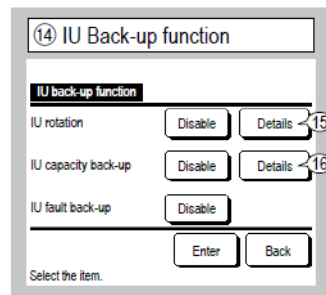 ⑭ IU Back-up function
IU back-up function
IU rotation Disable Details ⑮
IU capacity back-up Disable Details ⑯
IU fault back-up Disable
Enter Back
Select the item.